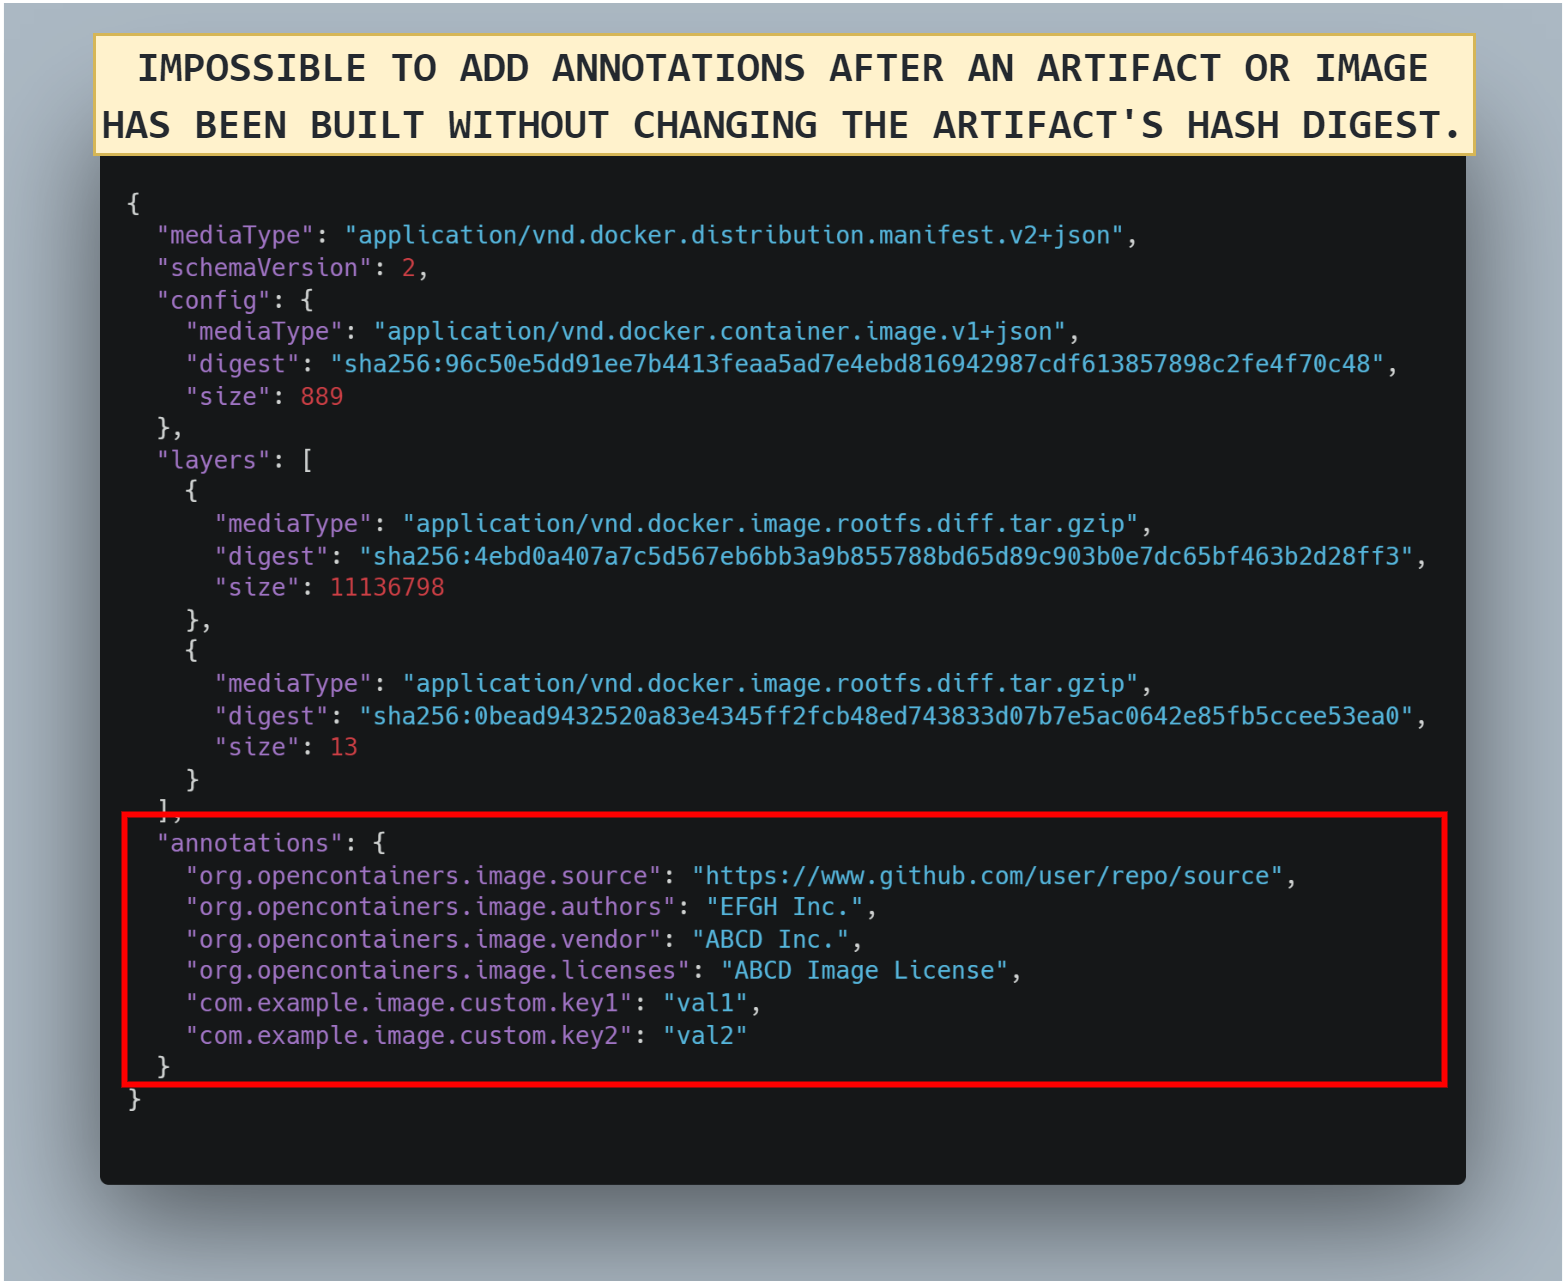 IMPOSSIBLE TO ADD ANNOTATIONS AFTER AN ARTIFACT OR IMAGE
HAS BEEN BUILT WITHOUT CHANGING THE ARTIFACT'S HASH DIGEST.
{
  "mediaType": "application/vnd.docker.distribution.manifest.v2+json",
  "schemaVersion": 2,
  "config": {
    "mediaType": "application/vnd.docker.container.image.v1+json",
    "digest": "sha256:96c50e5dd91ee7b4413feaa5ad7e4ebd816942987cdf613857898c2fe4f70c48",
    "size": 889
  },
  "layers": [
    {
      "mediaType": "application/vnd.docker.image.rootfs.diff.tar.gzip",
      "digest": "sha256:4ebd0a407a7c5d567eb6bb3a9b855788bd65d89c903b0e7dc65bf463b2d28ff3",
      "size": 11136798
    },
    {
      "mediaType": "application/vnd.docker.image.rootfs.diff.tar.gzip",
      "digest": "sha256:0bead9432520a83e4345ff2fcb48ed743833d07b7e5ac0642e85fb5ccee53ea0",
      "size": 13
    }
  ],
  "annotations": {
    "org.opencontainers.image.source": "https://www.github.com/user/repo/source",
    "org.opencontainers.image.authors": "EFGH Inc.",
    "org.opencontainers.image.vendor": "ABCD Inc.",
    "org.opencontainers.image.licenses": "ABCD Image License",
    "com.example.image.custom.key1": "val1",
    "com.example.image.custom.key2": "val2"
  }
}